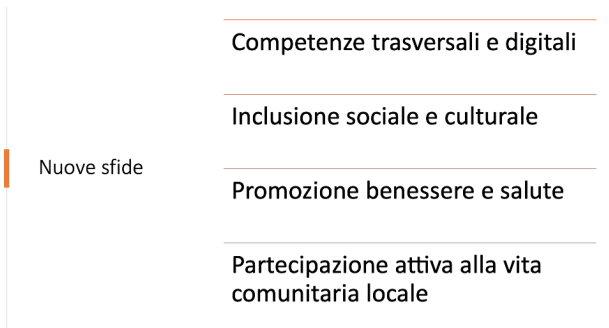 Nuove sfide
Competenze trasversali e digitali
Inclusione sociale e culturale
Promozione benessere e salute
Partecipazione attiva alla vita
comunitaria locale